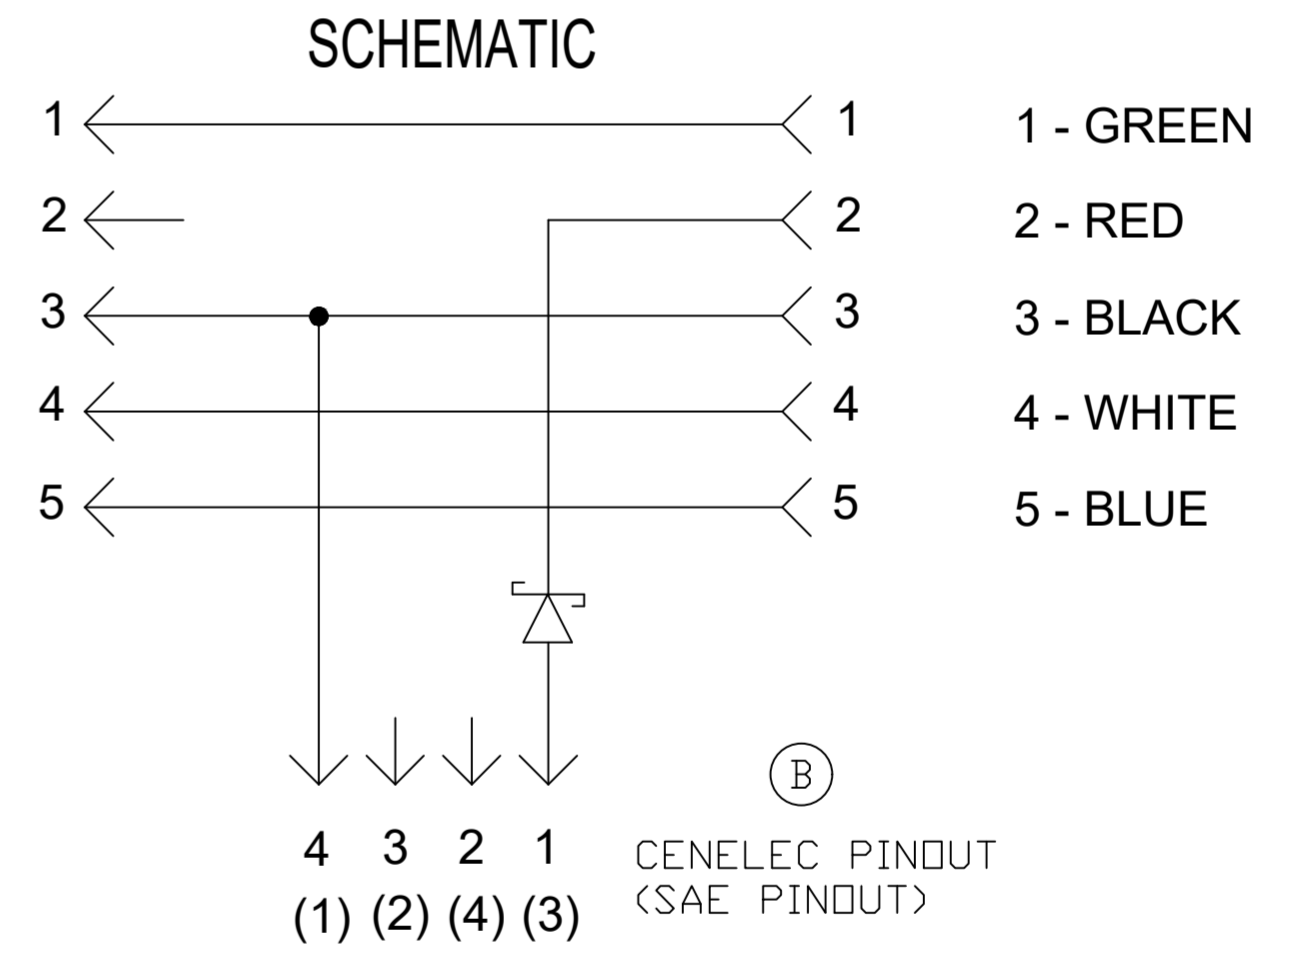 SCHEMATIC
1 1 1 - GREEN
2 2 2 - RED
3 3 3 - BLACK
4 4 4 - WHITE
5 5 5 - BLUE
B
4 3 2 1 CENELEC PINOUT
(1) (2) (4) (3) (SAE PINOUT)